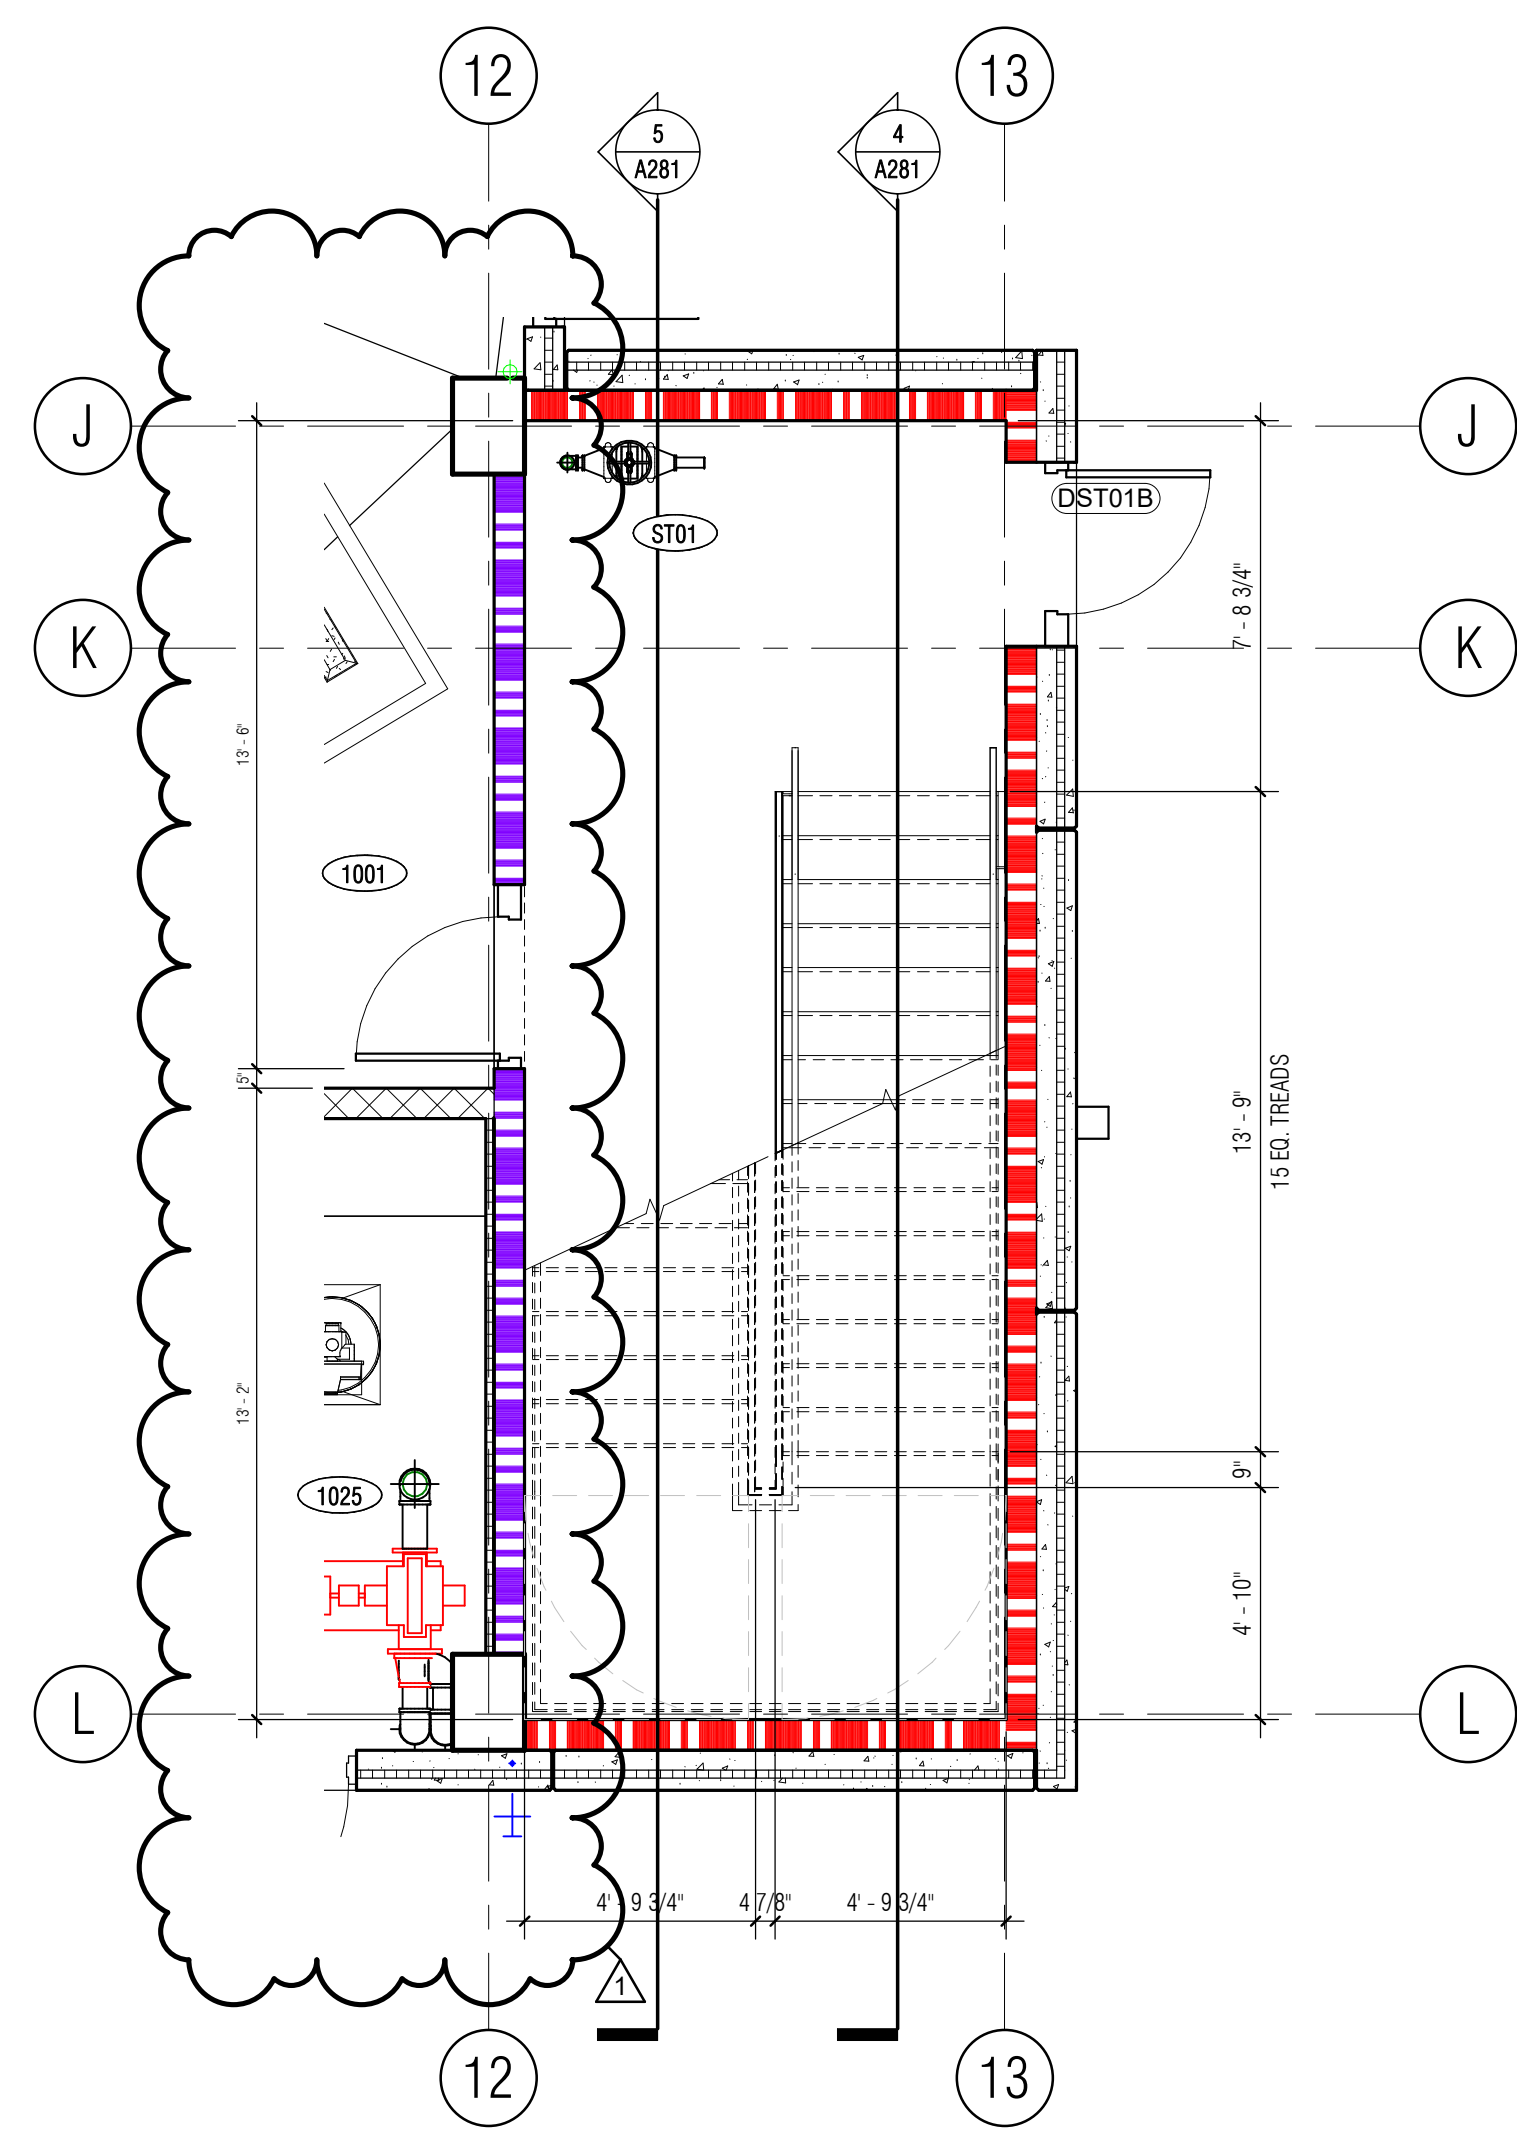 12
13
5
A281
4
A281
J
J
DST01B
ST01
7' - 8 3/4"
K
K
13' - 6"
1001
5"
13' - 9"
15 EQ. TREADS
13' - 2"
9"
1025
4' - 10"
L
L
4' - 9 3/4"
4 7/8"
4' - 9 3/4"
1
12
13